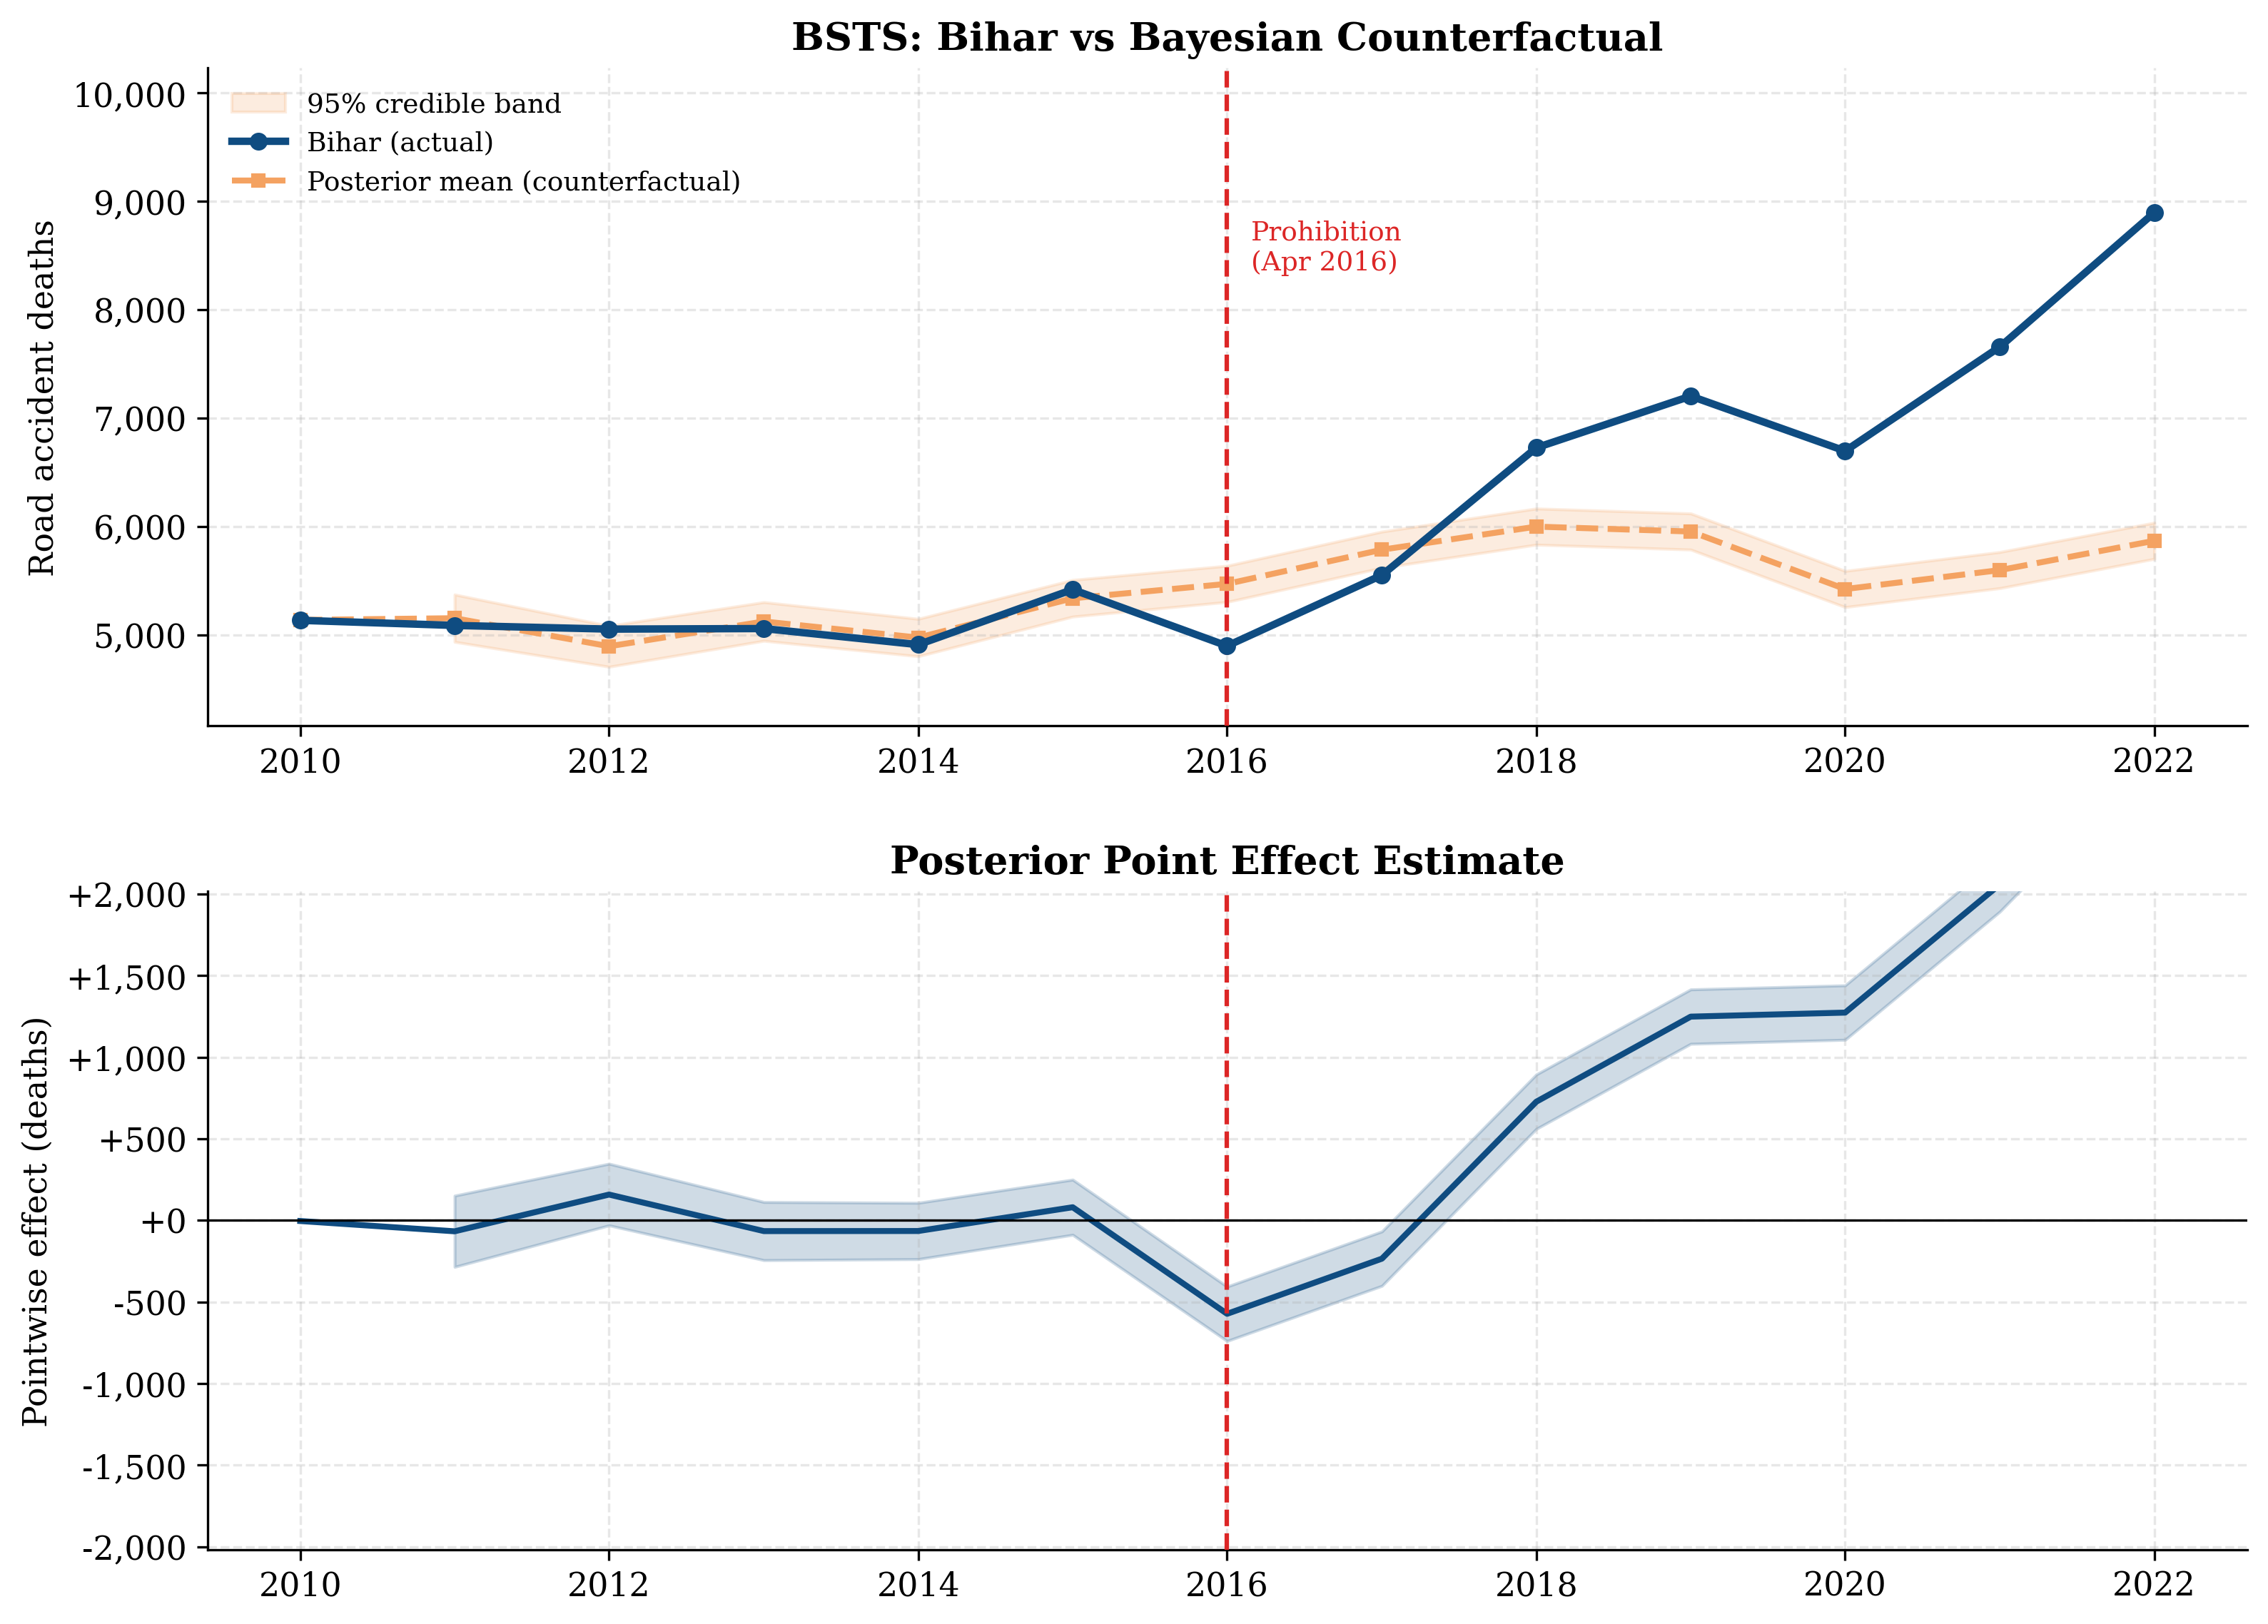 BSTS: Bihar vs Bayesian Counterfactual
10,000
9,000
8,000
7,000
6,000
5,000
Road accident deaths
95% credible band
Bihar (actual)
Posterior mean (counterfactual)
Prohibition
(Apr 2016)
2010 2012 2014 2016 2018 2020 2022
Posterior Point Effect Estimate
+2,000
+1,500
+1,000
+500
+0
-500
-1,000
-1,500
-2,000
Pointwise effect (deaths)
2010 2012 2014 2016 2018 2020 2022